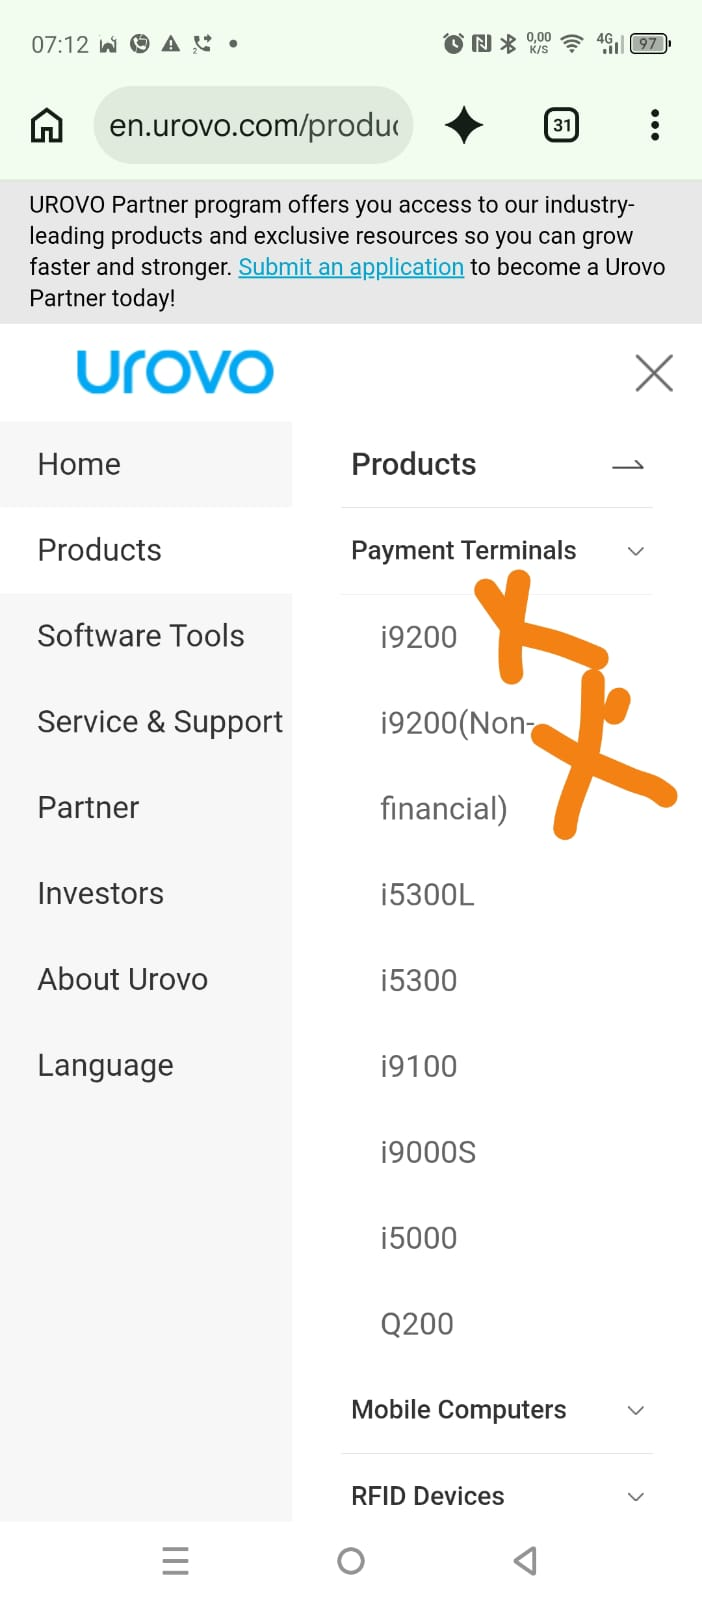 07:12
0,00
K/S
4G
97
en.urovo.com/produc
31
UROVO Partner program offers you access to our industry-
leading products and exclusive resources so you can grow
faster and stronger. Submit an application to become a Urovo
Partner today!
urovo
Home
Products
Software Tools
Service & Support
Partner
Investors
About Urovo
Language
Products
Payment Terminals
i9200
i9200(Non-
financial)
i5300L
i5300
i9100
i9000S
i5000
Q200
Mobile Computers
RFID Devices